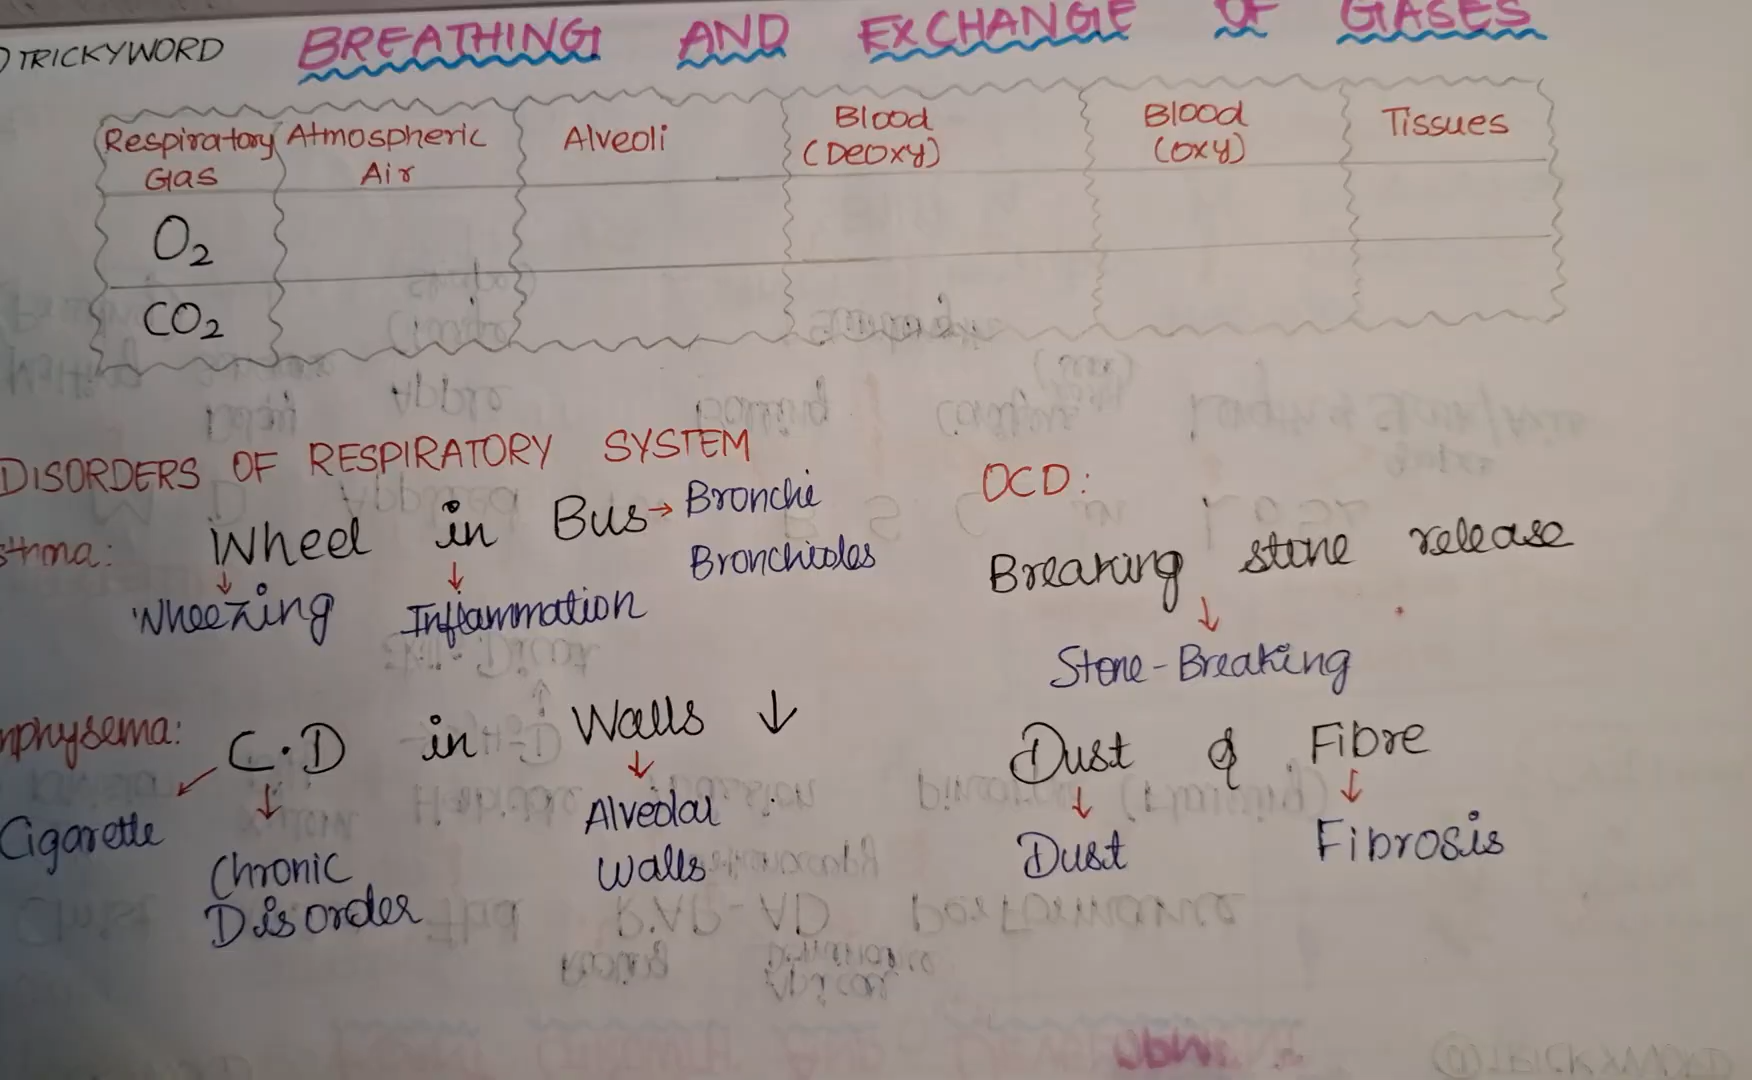 TRICKYWORD
BREATHING AND EXCHANGE OF GASES
Respiratory Gas
Atmospheric Air
Alveoli
Blood (Deoxy)
Blood (oxy)
Tissues
O2
CO2
DISORDERS OF RESPIRATORY SYSTEM
sthma: Wheel in Bus → Bronchi
Bronchioles
Wheezing Inflammation
mphysema: C.D in Walls ↓
Cigarette
Chronic Disorder
Alveolar Walls
OCD:
Breaking stone release
Stone-Breaking
Dust & Fibre
Dust Fibrosis